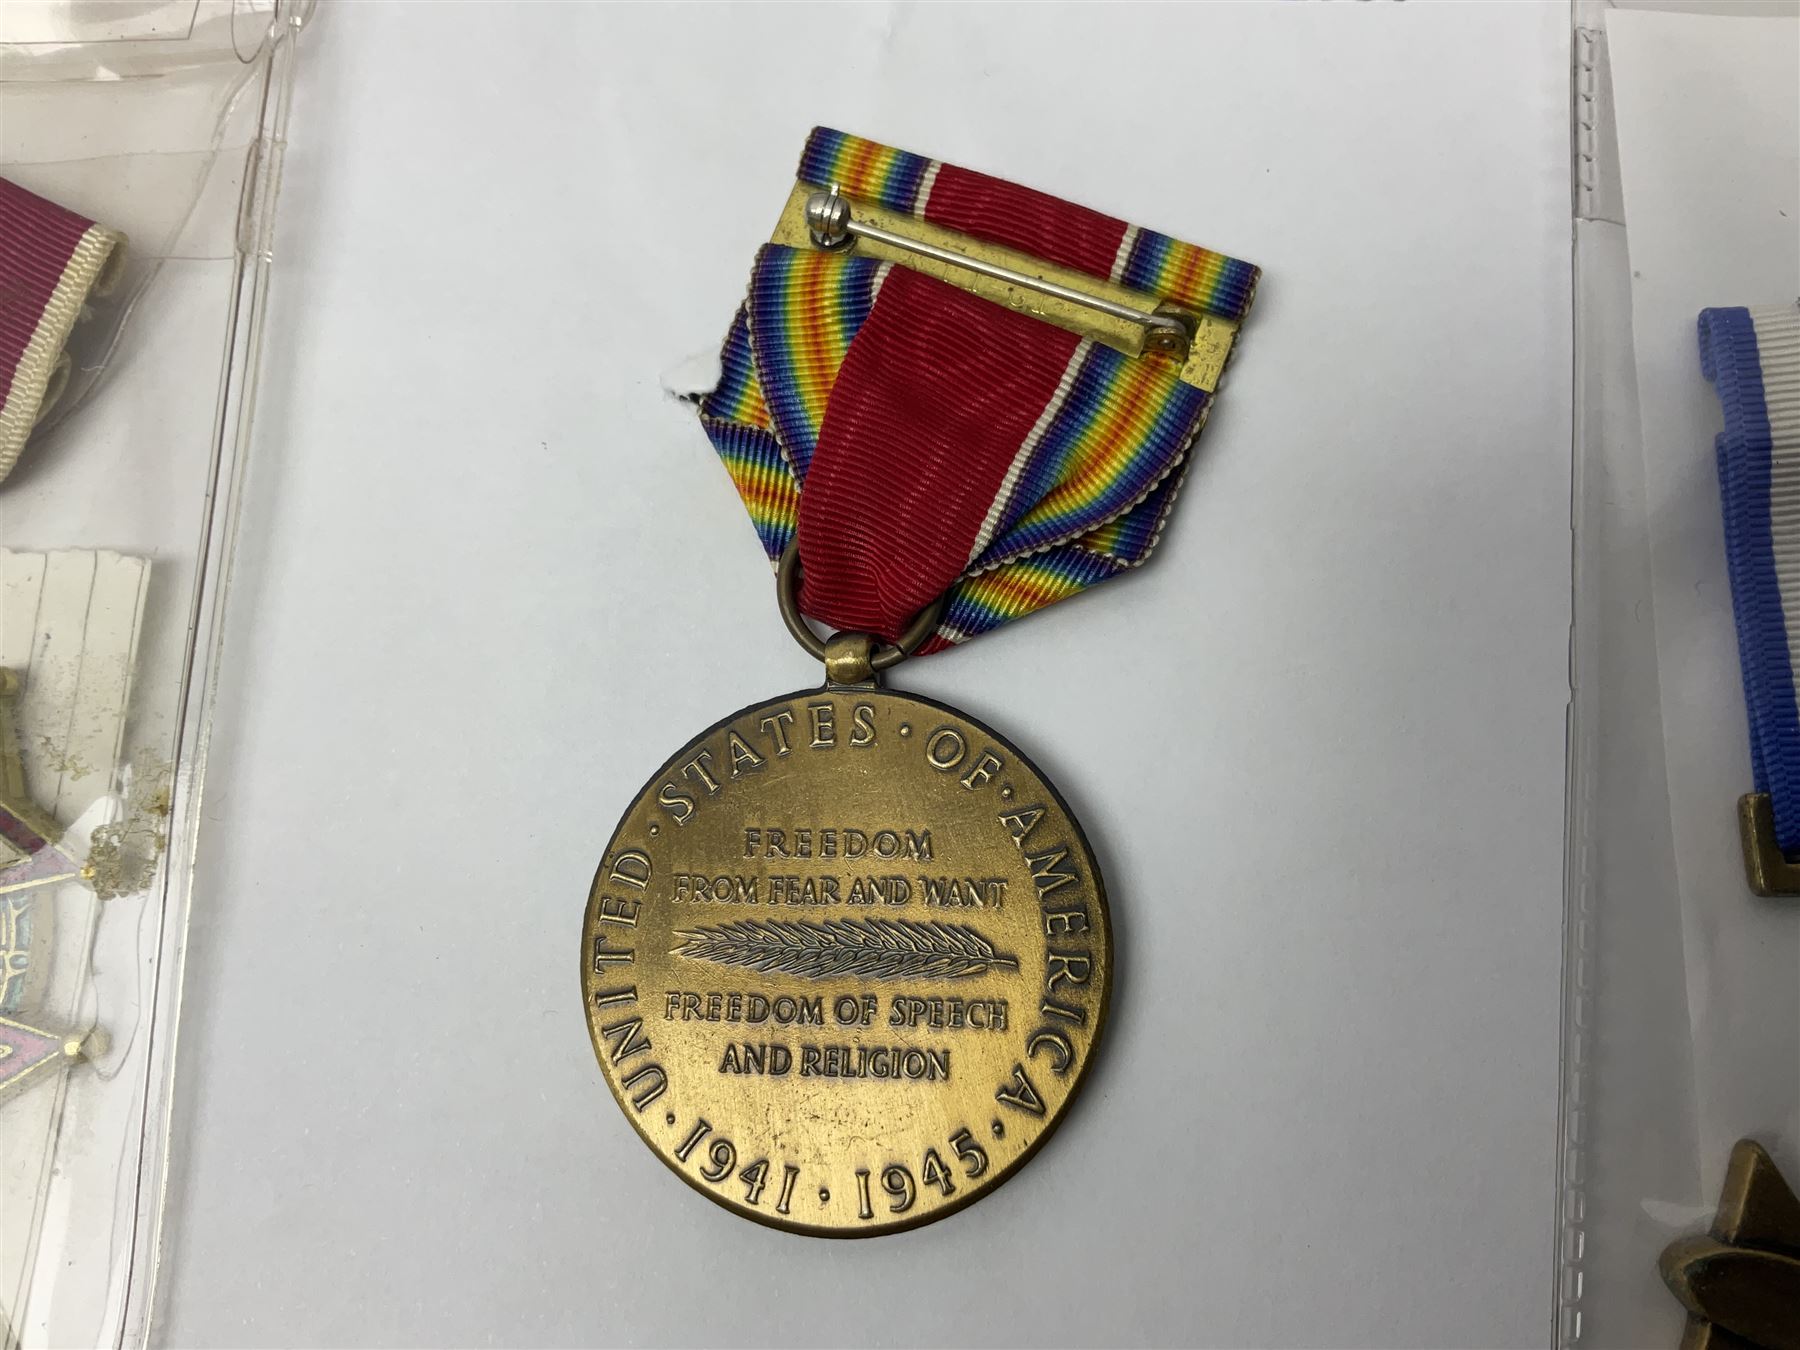 UNITED · STATES · OF · AMERICA ·
FREEDOM
FROM FEAR AND WANT
FREEDOM OF SPEECH
AND RELIGION
· 1941 · 1945 ·